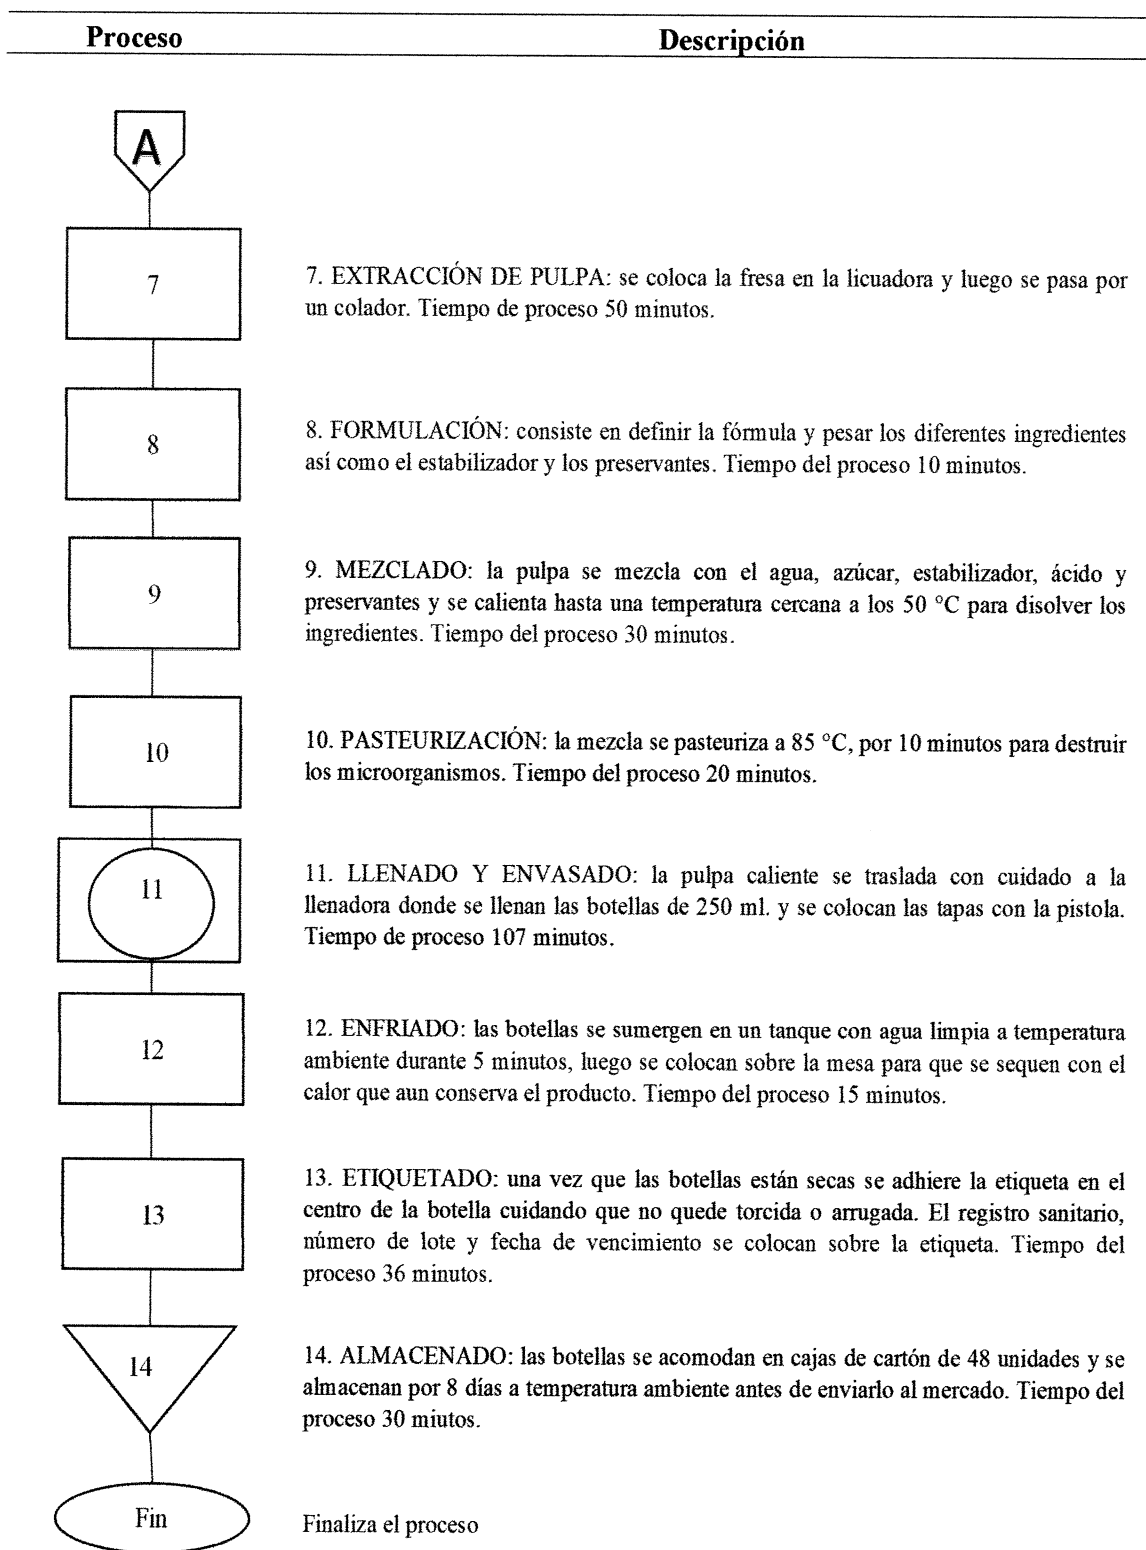 Proceso Descripción
A
7
7. EXTRACCIÓN DE PULPA: se coloca la fresa en la licuadora y luego se pasa por
un colador. Tiempo de proceso 50 minutos.
8
8. FORMULACIÓN: consiste en definir la fórmula y pesar los diferentes ingredientes
así como el estabilizador y los preservantes. Tiempo del proceso 10 minutos.
9
9. MEZCLADO: la pulpa se mezcla con el agua, azúcar, estabilizador, ácido y
preservantes y se calienta hasta una temperatura cercana a los 50 °C para disolver los
ingredientes. Tiempo del proceso 30 minutos.
10
10. PASTEURIZACIÓN: la mezcla se pasteuriza a 85 °C, por 10 minutos para destruir
los microorganismos. Tiempo del proceso 20 minutos.
11
11. LLENADO Y ENVASADO: la pulpa caliente se traslada con cuidado a la
llenadora donde se llenan las botellas de 250 ml. y se colocan las tapas con la pistola.
Tiempo de proceso 107 minutos.
12
12. ENFRIADO: las botellas se sumergen en un tanque con agua limpia a temperatura
ambiente durante 5 minutos, luego se colocan sobre la mesa para que se sequen con el
calor que aun conserva el producto. Tiempo del proceso 15 minutos.
13
13. ETIQUETADO: una vez que las botellas están secas se adhiere la etiqueta en el
centro de la botella cuidando que no quede torcida o arrugada. El registro sanitario,
número de lote y fecha de vencimiento se colocan sobre la etiqueta. Tiempo del
proceso 36 minutos.
14
14. ALMACENADO: las botellas se acomodan en cajas de cartón de 48 unidades y se
almacenan por 8 días a temperatura ambiente antes de enviarlo al mercado. Tiempo del
proceso 30 miutos.
Fin
Finaliza el proceso